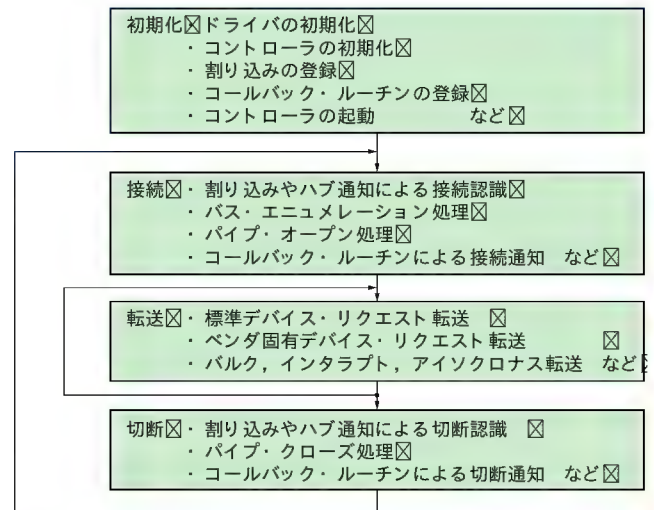 初期化☒ドライバの初期化☒
・コントローラの初期化☒
・割り込みの登録☒
・コールバック・ルーチンの登録☒
・コントローラの起動 など☒
接続☒・割り込みやハブ通知による接続認識☒
・バス・エニュメレーション処理☒
・パイプ・オープン処理☒
・コールバック・ルーチンによる接続通知 など☒
転送☒・標準デバイス・リクエスト転送 ☒
・ベンダ固有デバイス・リクエスト転送 ☒
・バルク，インタラプト，アイソクロナス転送 など☒
切断☒・割り込みやハブ通知による切断認識 ☒
・パイプ・クローズ処理☒
・コールバック・ルーチンによる切断通知 など☒